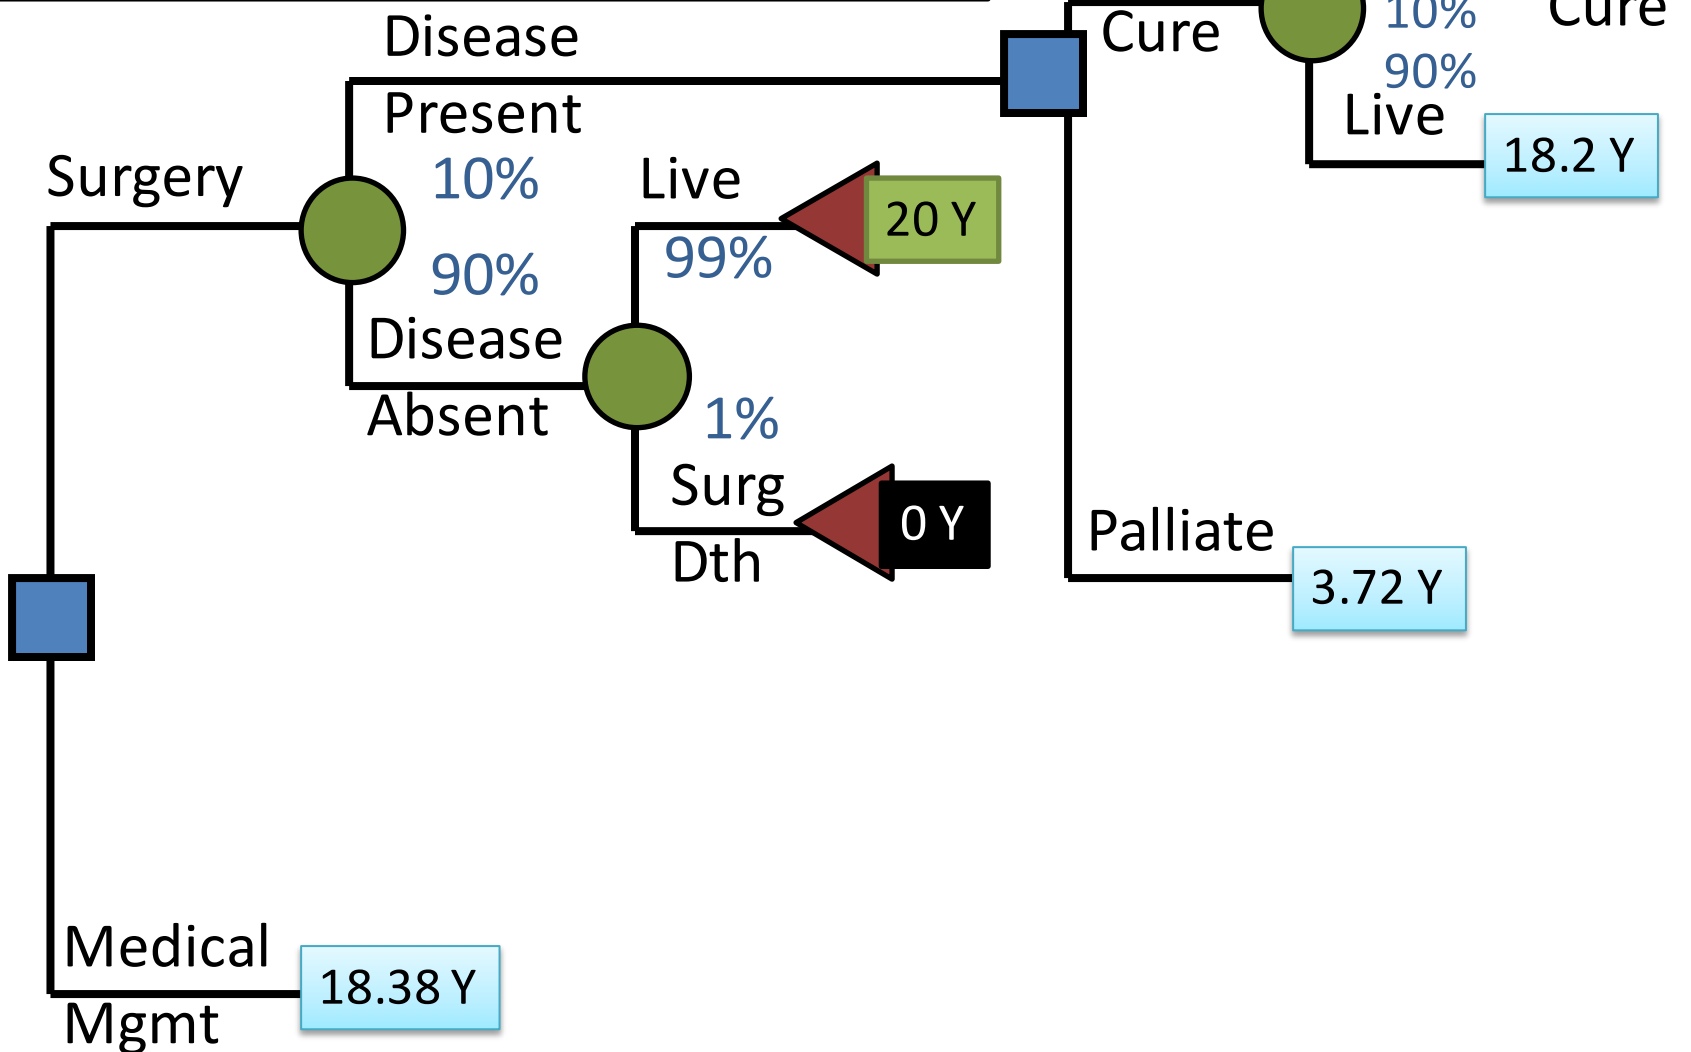 Disease
Present
10%
90%
Disease
Absent
Surgery
Live
99%
20 Y
1%
Surg
Dth
0 Y
Cure
10%
90%
Cure
Live
18.2 Y
Palliate
3.72 Y
Medical
Mgmt
18.38 Y